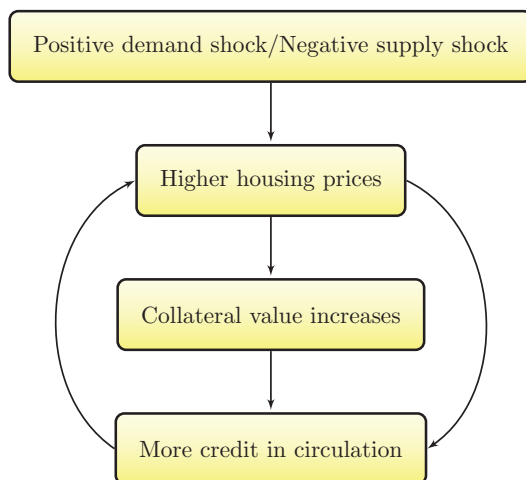 Positive demand shock/Negative supply shock
Higher housing prices
Collateral value increases
More credit in circulation